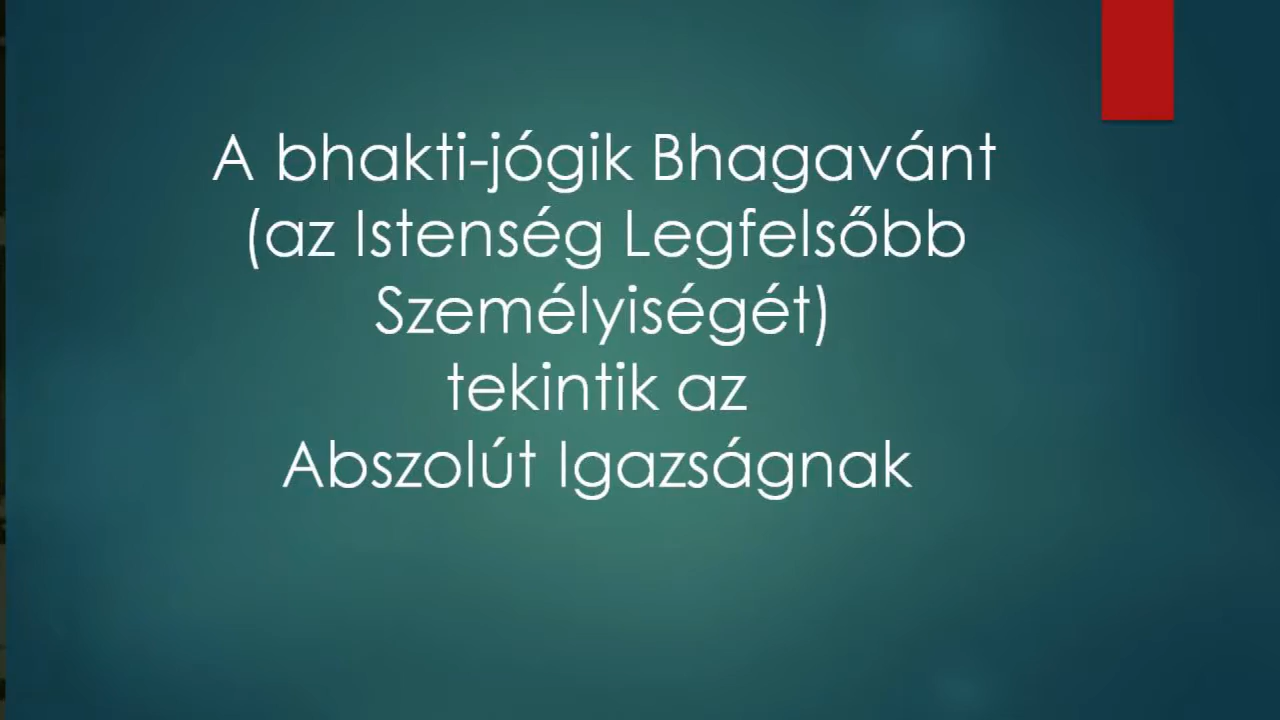 A bhakti-jógik Bhagavánt
(az Istenség Legfelsőbb
Személyiségét)
tekintik az
Abszolút Igazságnak